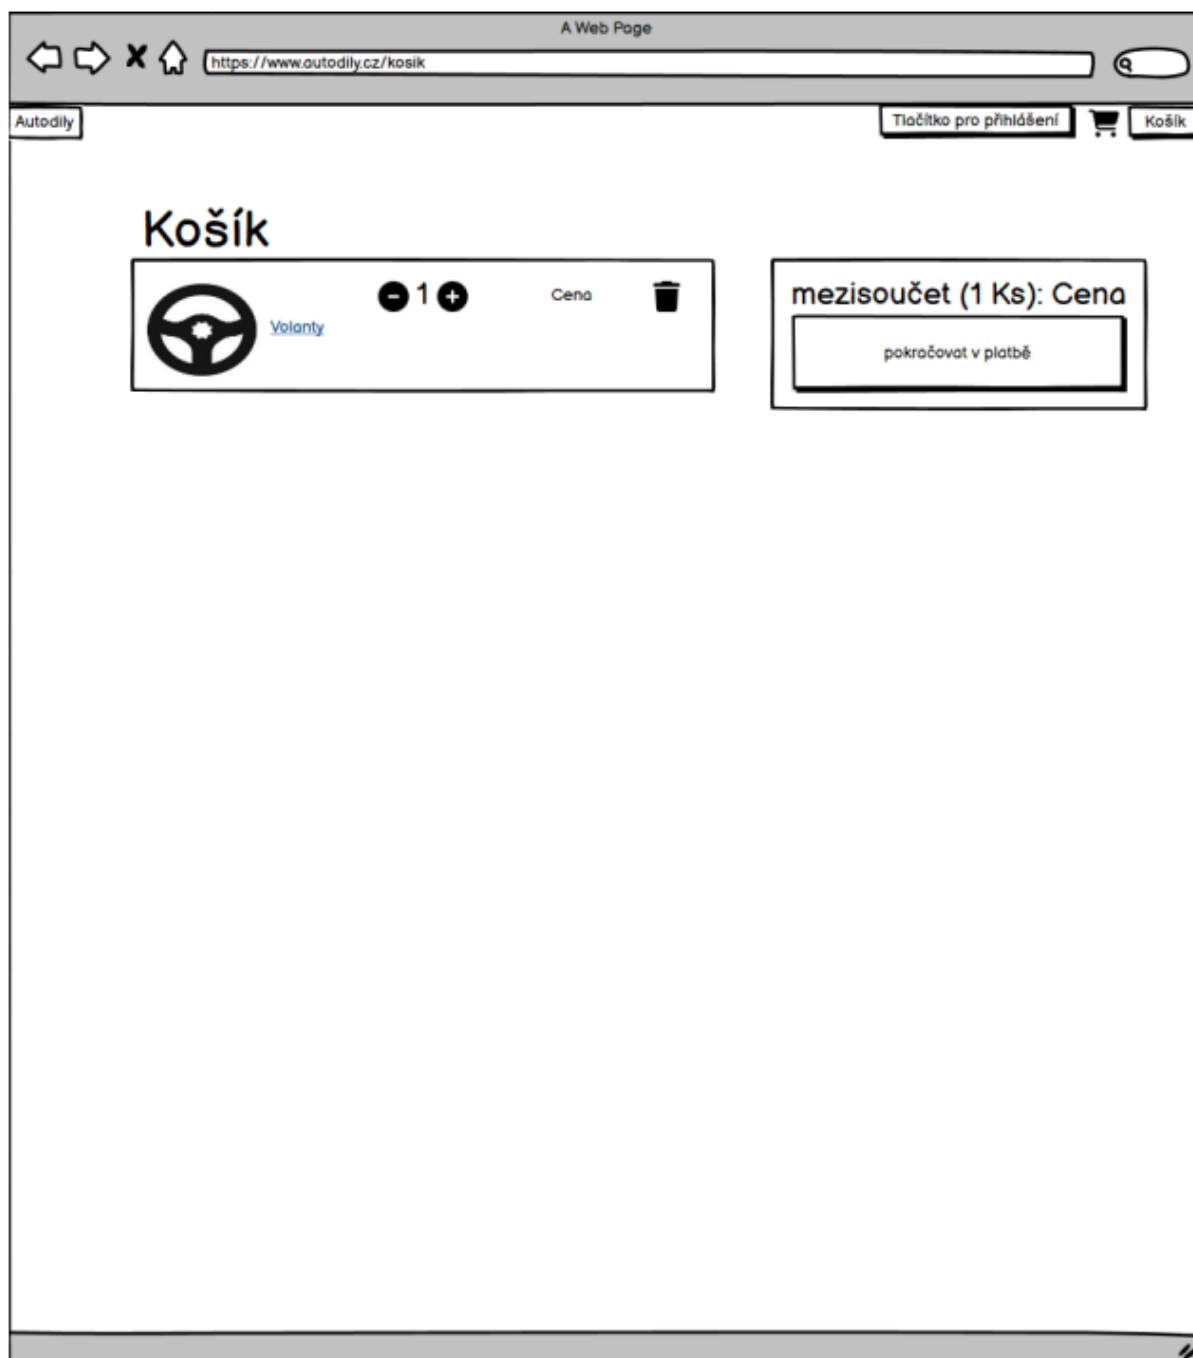 A Web Page
https://www.autodily.cz/kosik
Autodily
Tlačítko pro přihlášení
Košík
Košík
1
Cena
Volanty
mezisoučet (1 Ks): Cena
pokračovat v platbě